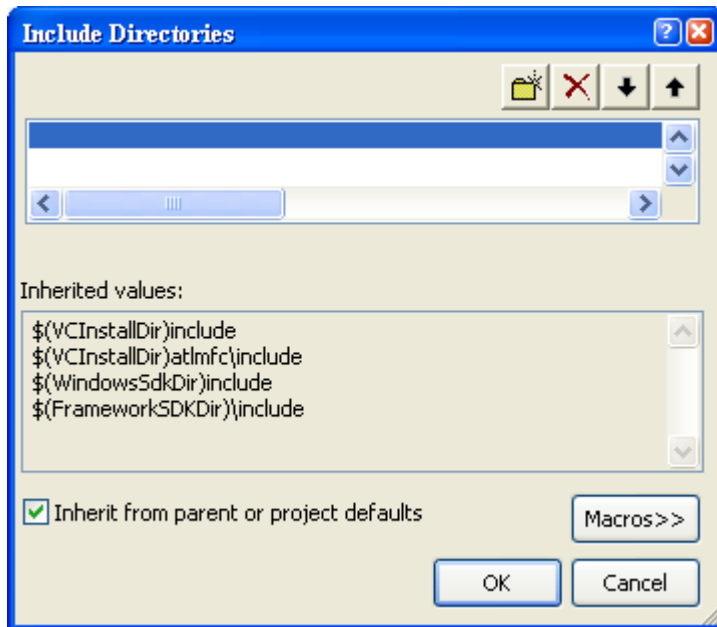 Include Directories
Inherited values:
$(VCInstallDir)include
$(VCInstallDir)atlmfc\include
$(WindowsSdkDir)include
$(FrameworkSDKDir)\include
Inherit from parent or project defaults
Macros>>
OK
Cancel